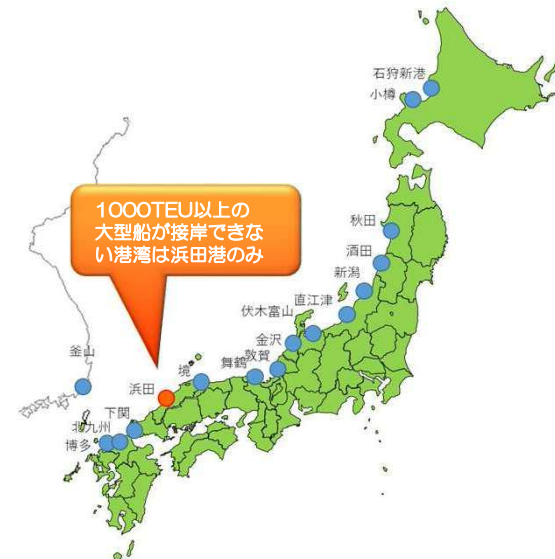 石狩新港
小樽
1000TEU以上の
大型船が接岸できな
い港湾は浜田港のみ
秋田
酒田
新潟
直江津
伏木富山
金沢
敦賀
舞鶴
境
釜山
浜田
下関
北九州
博多